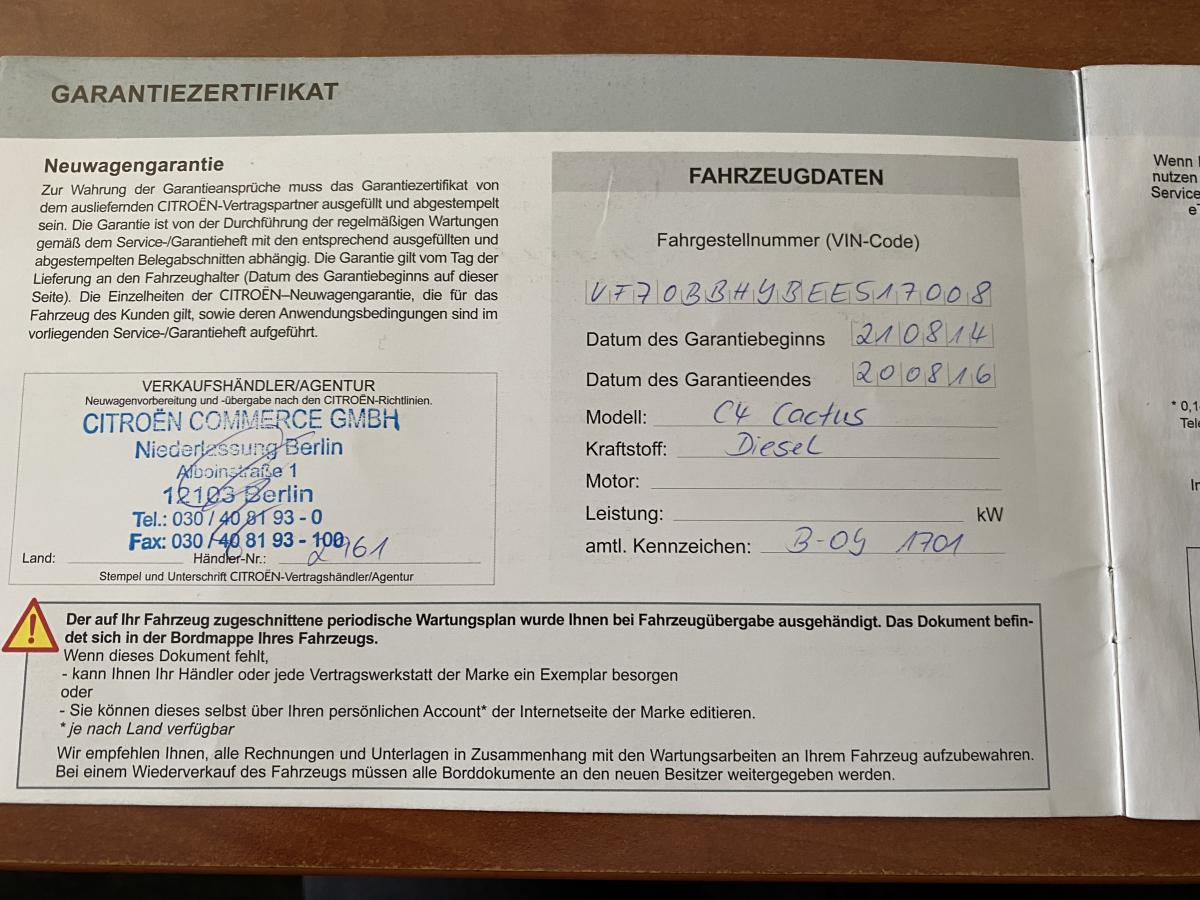 GARANTIEZERTIFIKAT
Neuwagengarantie
Zur Wahrung der Garantieansprüche muss das Garantiezertifikat von
dem ausliefernden CITROËN-Vertragspartner ausgefüllt und abgestempelt
sein. Die Garantie ist von der Durchführung der regelmäßigen Wartungen
gemäß dem Service-/Garantieheft mit den entsprechend ausgefüllten und
abgestempelten Belegabschnitten abhängig. Die Garantie gilt vom Tag der
Lieferung an den Fahrzeughalter (Datum des Garantiebeginns auf dieser
Seite). Die Einzelheiten der CITROËN–Neuwagengarantie, die für das
Fahrzeug des Kunden gilt, sowie deren Anwendungsbedingungen sind im
vorliegenden Service-/Garantieheft aufgeführt.
VERKAUFSHÄNDLER/AGENTUR
Neuwagenvorbereitung und -übergabe nach den CITROËN-Richtlinien.
CITROËN COMMERCE GMBH
Niederlassung Berlin
Alboinstraße 1
12103 Berlin
Tel.: 030 / 40 81 93 - 0
Fax: 030 / 40 81 93 - 100
Land: Händler-Nr.: 2961
Stempel und Unterschrift CITROËN-Vertragshändler/Agentur
FAHRZEUGDATEN
Fahrgestellnummer (VIN-Code)
VF70BBHYBEE517008
Datum des Garantiebeginns 210814
Datum des Garantieendes 200816
Modell: C4 Cactus
Kraftstoff: Diesel
Motor:
Leistung: kW
amtl. Kennzeichen: B-OY 1701
Der auf Ihr Fahrzeug zugeschnittene periodische Wartungsplan wurde Ihnen bei Fahrzeugübergabe ausgehändigt. Das Dokument befin-
det sich in der Bordmappe Ihres Fahrzeugs.
Wenn dieses Dokument fehlt,
- kann Ihnen Ihr Händler oder jede Vertragswerkstatt der Marke ein Exemplar besorgen
oder
- Sie können dieses selbst über Ihren persönlichen Account* der Internetseite der Marke editieren.
* je nach Land verfügbar
Wir empfehlen Ihnen, alle Rechnungen und Unterlagen in Zusammenhang mit den Wartungsarbeiten an Ihrem Fahrzeug aufzubewahren.
Bei einem Wiederverkauf des Fahrzeugs müssen alle Borddokumente an den neuen Besitzer weitergegeben werden.
Wenn
nutzen
Service